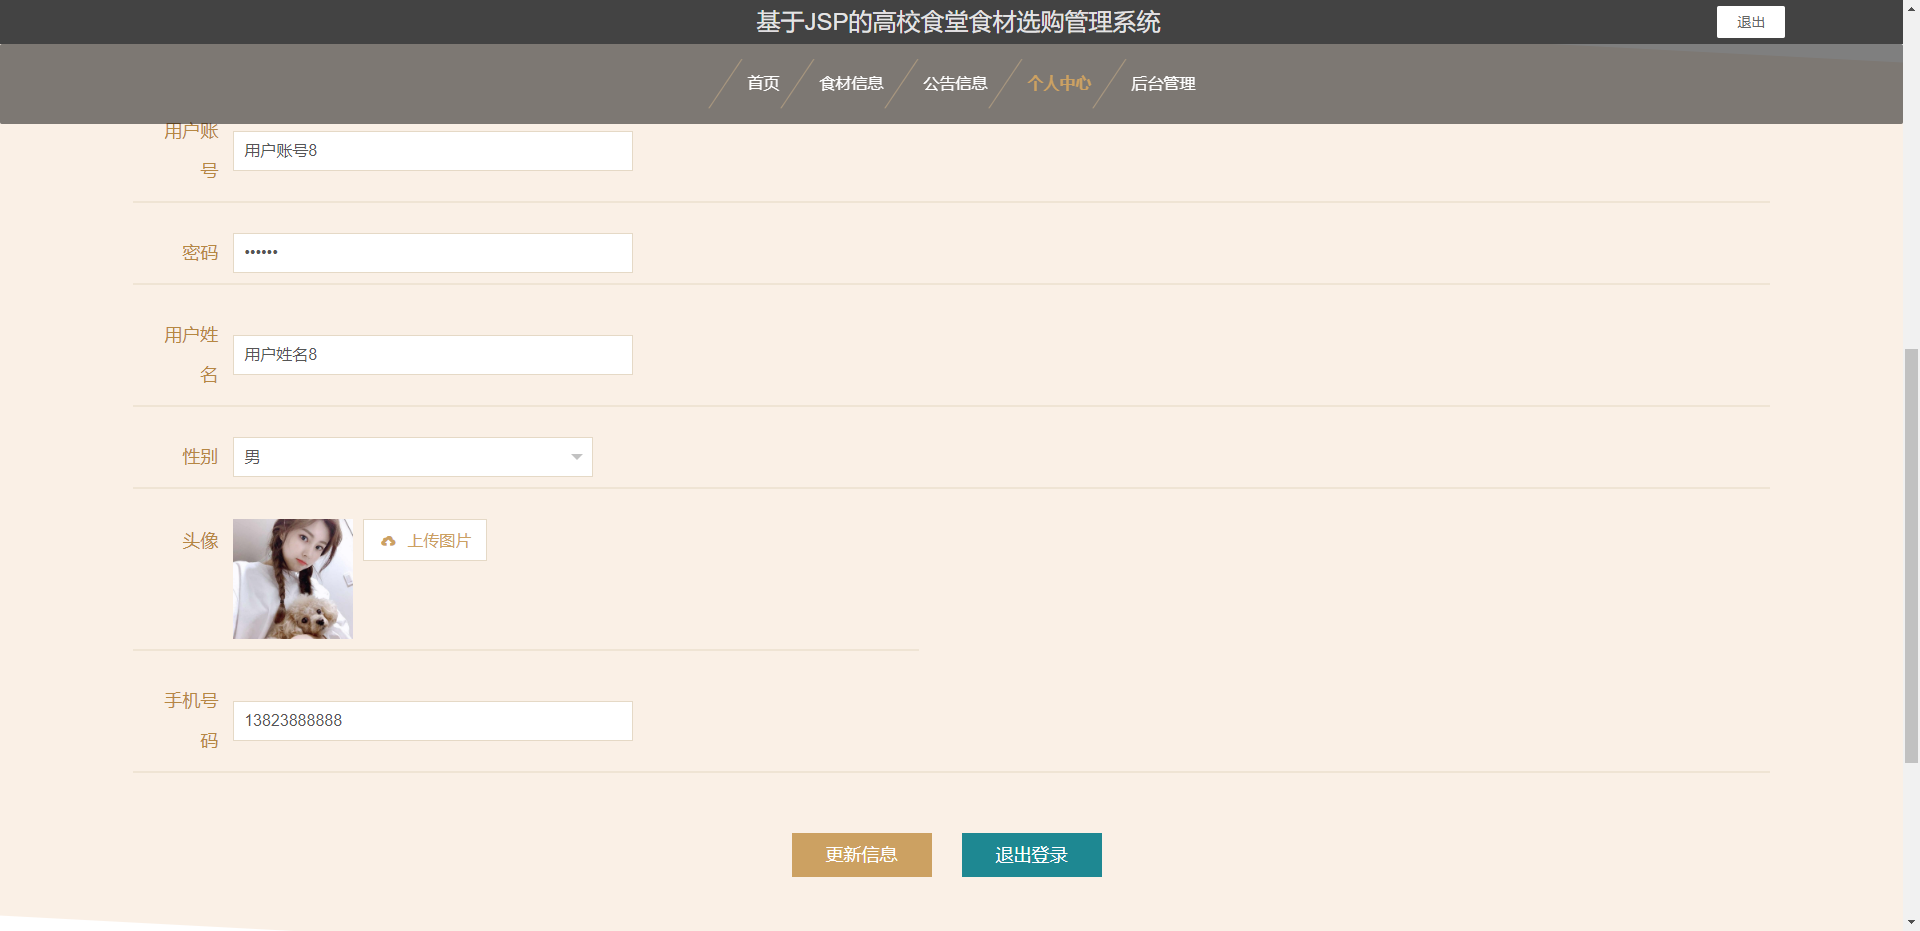 基于JSP的高校食堂食材选购管理系统
退出
首页
食材信息
公告信息
个人中心
后台管理
用户账
号
用户账号8
密码
••••••
用户姓
名
用户姓名8
性别
男
头像
上传图片
手机号
码
13823888888
更新信息
退出登录